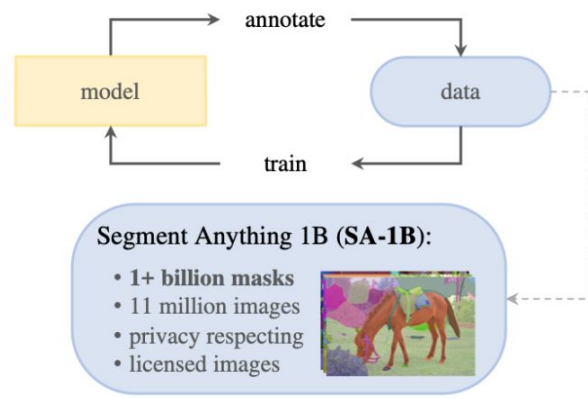 annotate
model
data
train
Segment Anything 1B (SA-1B):
• 1+ billion masks
• 11 million images
• privacy respecting
• licensed images